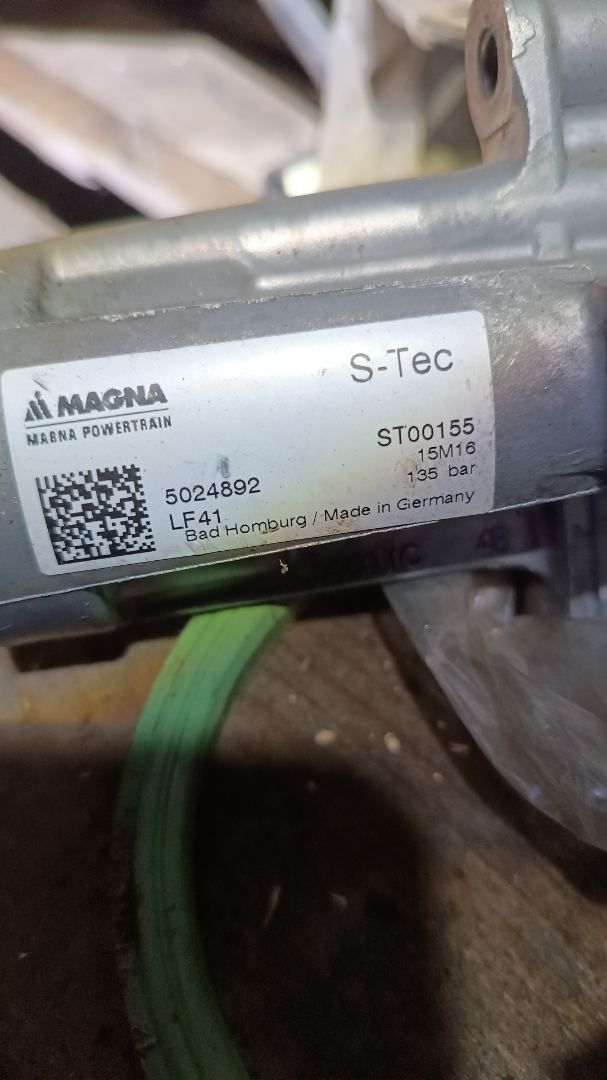 S-Tec
MAGNA
MAGNA POWERTRAIN
ST00155
15M16
135 bar
5024892
LF41
Bad Homburg / Made in Germany